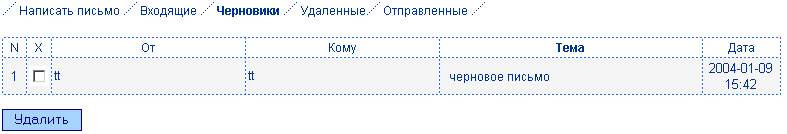 Написать письмо Входящие Черновики Удаленные Отправленные
N X От Кому Тема Дата
1 tt tt черновое письмо 2004-01-09
15:42
Удалить